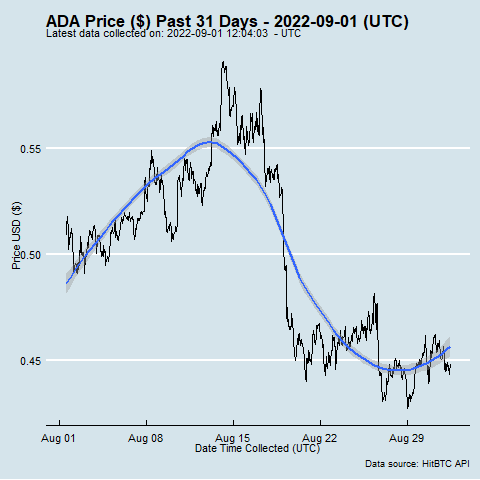 ADA Price ($) Past 31 Days - 2022-09-01 (UTC)
Latest data collected on: 2022-09-01 12:04:03 - UTC
Price USD ($)
0.55
0.50
0.45
Aug 01 Aug 08 Aug 15 Aug 22 Aug 29
Date Time Collected (UTC)
Data source: HitBTC API